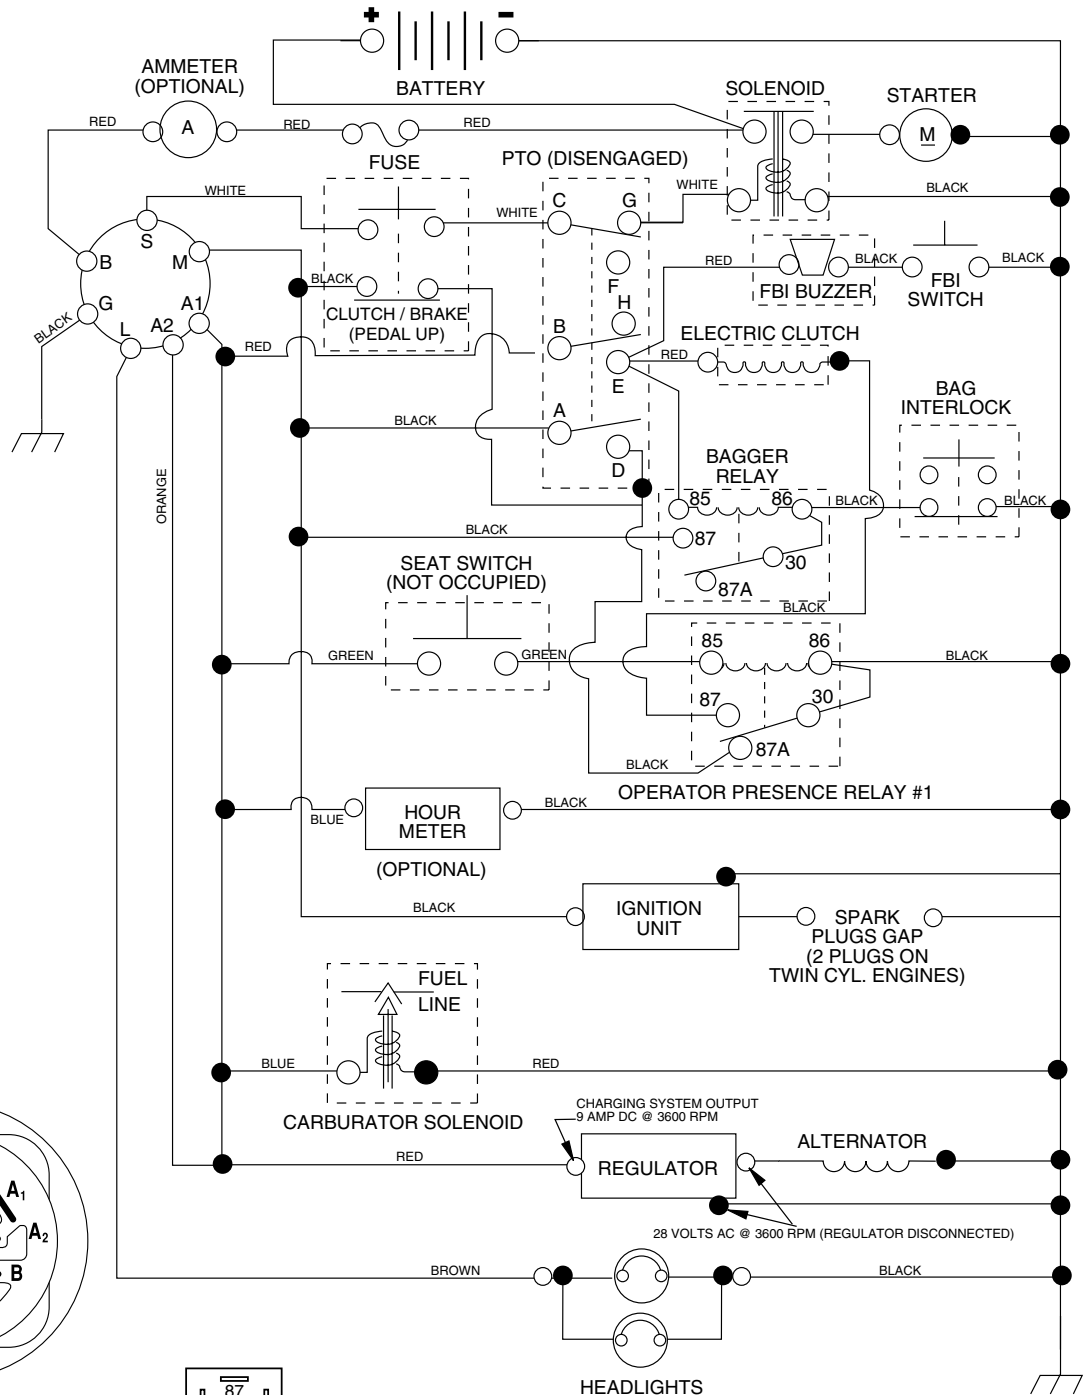 + -
BATTERY
AMMETER
(OPTIONAL)
A
RED
RED
RED
FUSE
SOLENOID
STARTER
M
PTO (DISENGAGED)
WHITE
WHITE
WHITE
BLACK
C
G
F
H
B
E
A
D
S
B
M
G
L
A2
A1
BLACK
BLACK
CLUTCH / BRAKE
(PEDAL UP)
RED
RED
BLACK
BLACK
FBI BUZZER
FBI
SWITCH
ELECTRIC CLUTCH
RED
BAG
INTERLOCK
BLACK
BLACK
BLACK
ORANGE
BAGGER
RELAY
85
86
87
30
87A
BLACK
BLACK
SEAT SWITCH
(NOT OCCUPIED)
GREEN
GREEN
85
86
BLACK
87
30
87A
BLACK
OPERATOR PRESENCE RELAY #1
BLUE
HOUR
METER
BLACK
(OPTIONAL)
BLACK
IGNITION
UNIT
SPARK
PLUGS GAP
(2 PLUGS ON
TWIN CYL. ENGINES)
FUEL
LINE
BLUE
RED
CARBURATOR SOLENOID
CHARGING SYSTEM OUTPUT
9 AMP DC @ 3600 RPM
RED
REGULATOR
ALTERNATOR
28 VOLTS AC @ 3600 RPM (REGULATOR DISCONNECTED)
A1
A2
B
BROWN
BLACK
HEADLIGHTS
87